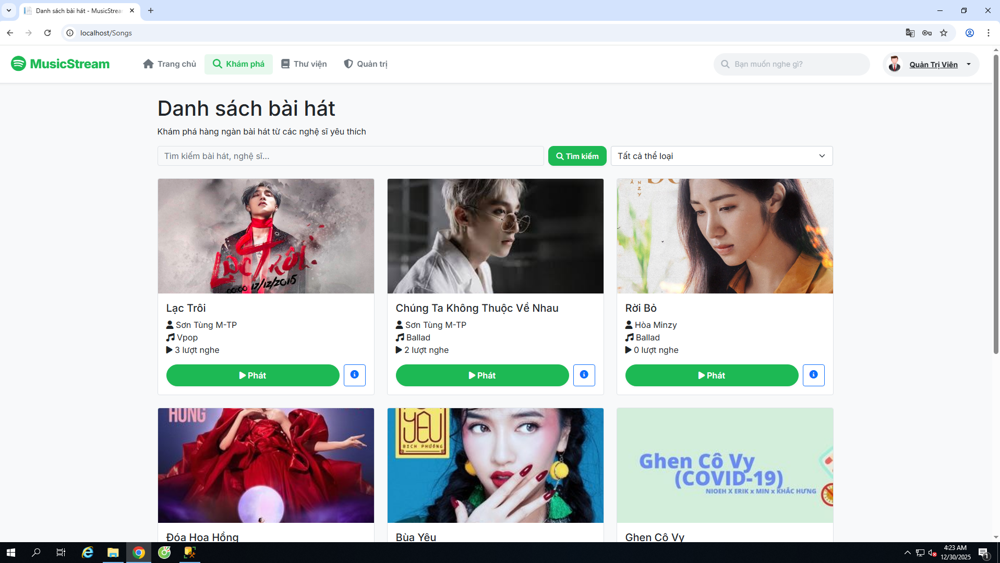 Danh sách bài hát - MusicStrea
localhost/Songs
MusicStream
Trang chủ
Khám phá
Thư viện
Quản trị
Bạn muốn nghe gì?
Quản Trị Viên
Danh sách bài hát
Khám phá hàng ngàn bài hát từ các nghệ sĩ yêu thích
Tìm kiếm bài hát, nghệ sĩ...
Tìm kiếm
Tất cả thể loại
LẠC TRÔI
00:00 17/12/2015
NZY
Lạc Trôi
Sơn Tùng M-TP
Vpop
3 lượt nghe
Phát
Chúng Ta Không Thuộc Về Nhau
Sơn Tùng M-TP
Ballad
2 lượt nghe
Phát
Rời Bỏ
Hòa Minzy
Ballad
0 lượt nghe
Phát
HỒNG
YÊU
BÍCH PHƯƠNG
Ghen Cô Vy
(COVID-19)
NIOEH X ERIK x MIN x KHẮC HƯNG
Đóa Hoa Hồng
Bùa Yêu
Ghen Cô Vy
4:23 AM
12/30/2025
1